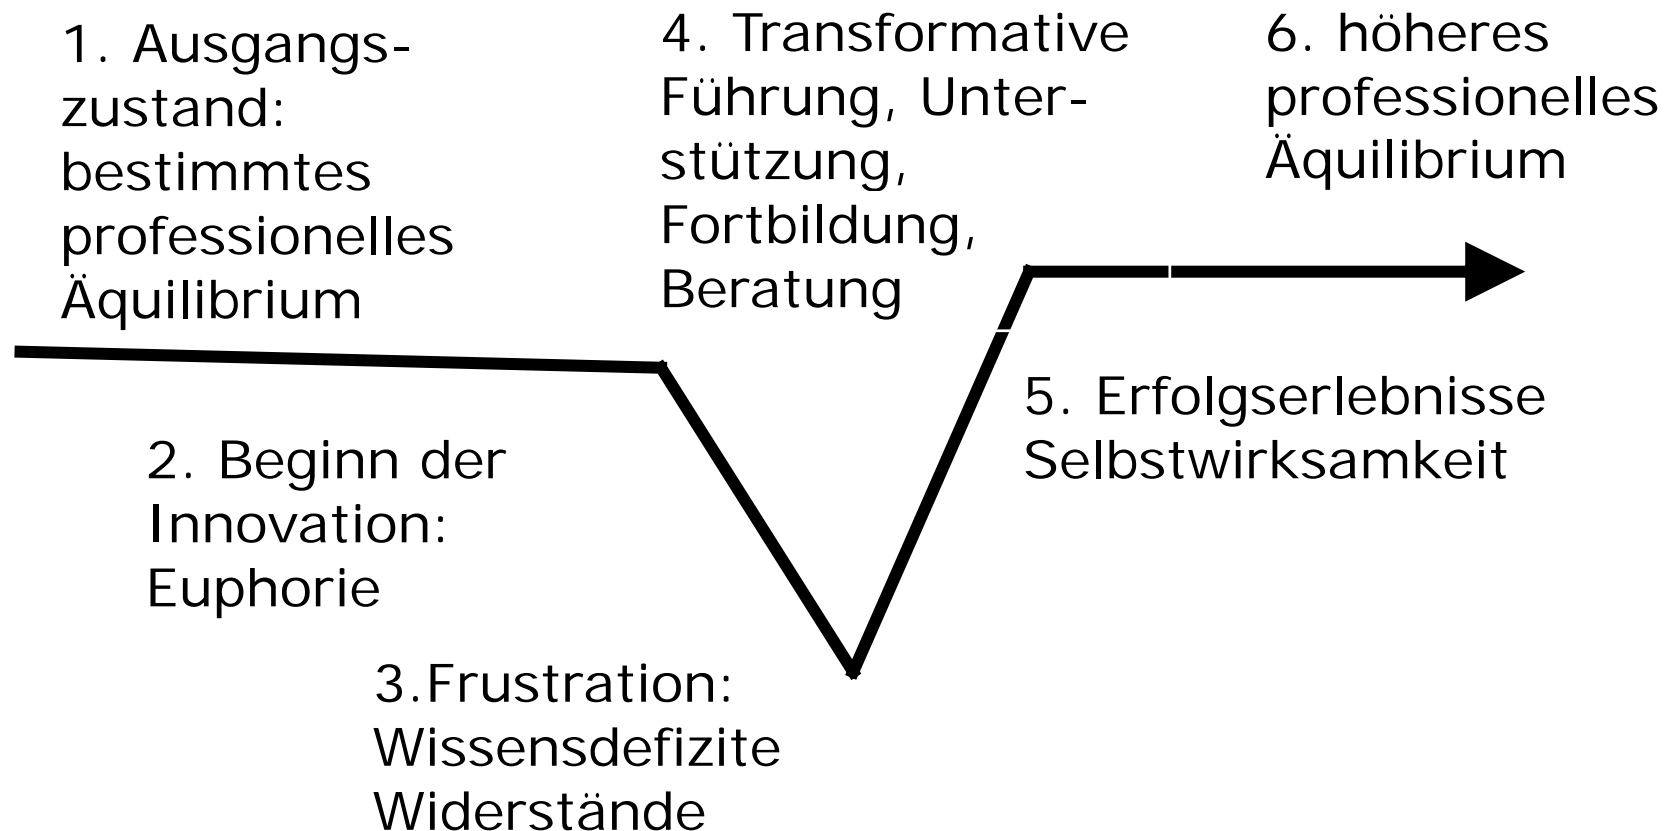 1. Ausgangs-
zustand:
bestimmtes
professionelles
Äquilibrium
2. Beginn der
Innovation:
Euphorie
3.Frustration:
Wissensdefizite
Widerstände
4. Transformative
Führung, Unter-
stützung,
Fortbildung,
Beratung
5. Erfolgserlebnisse
Selbstwirksamkeit
6. höheres
professionelles
Äquilibrium